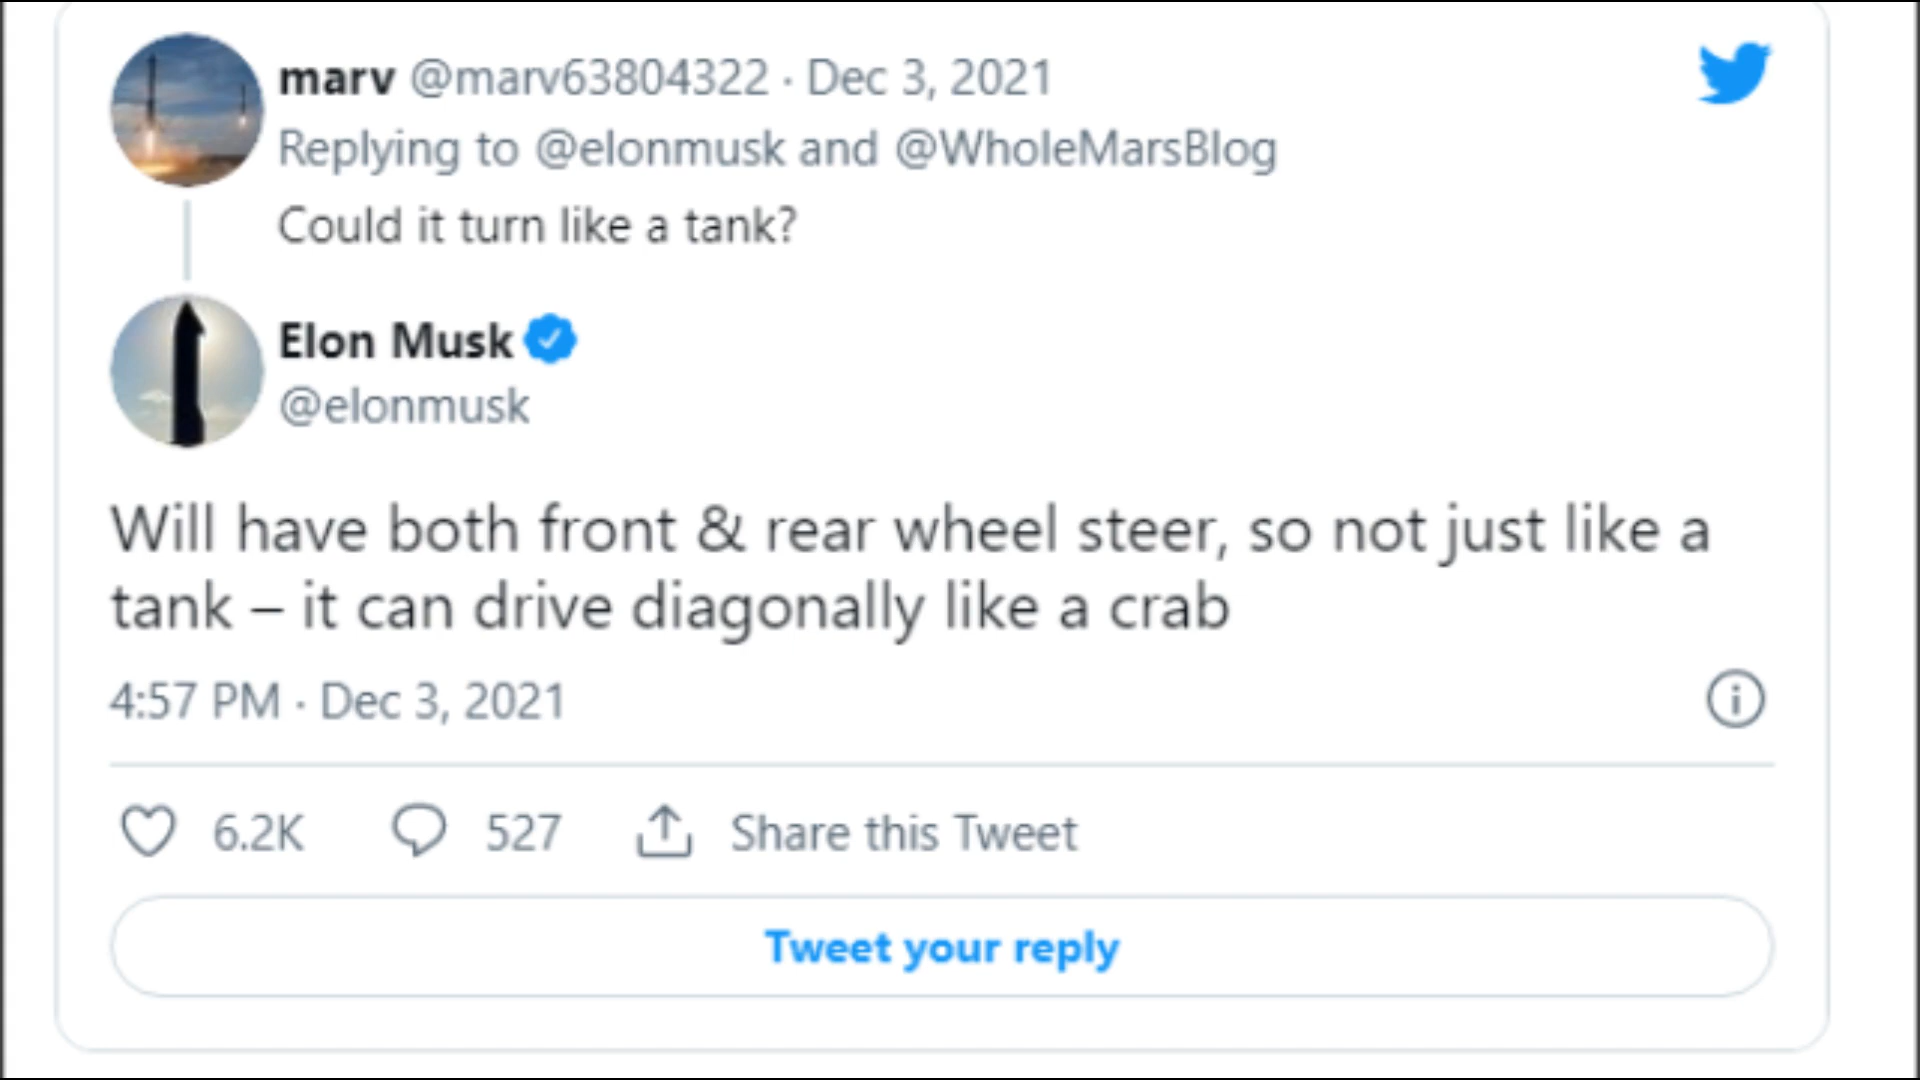 marv @marv63804322 · Dec 3, 2021
Replying to @elonmusk and @WholeMarsBlog
Could it turn like a tank?
Elon Musk
@elonmusk
Will have both front & rear wheel steer, so not just like a
tank – it can drive diagonally like a crab
4:57 PM · Dec 3, 2021
6.2K 527 Share this Tweet
Tweet your reply